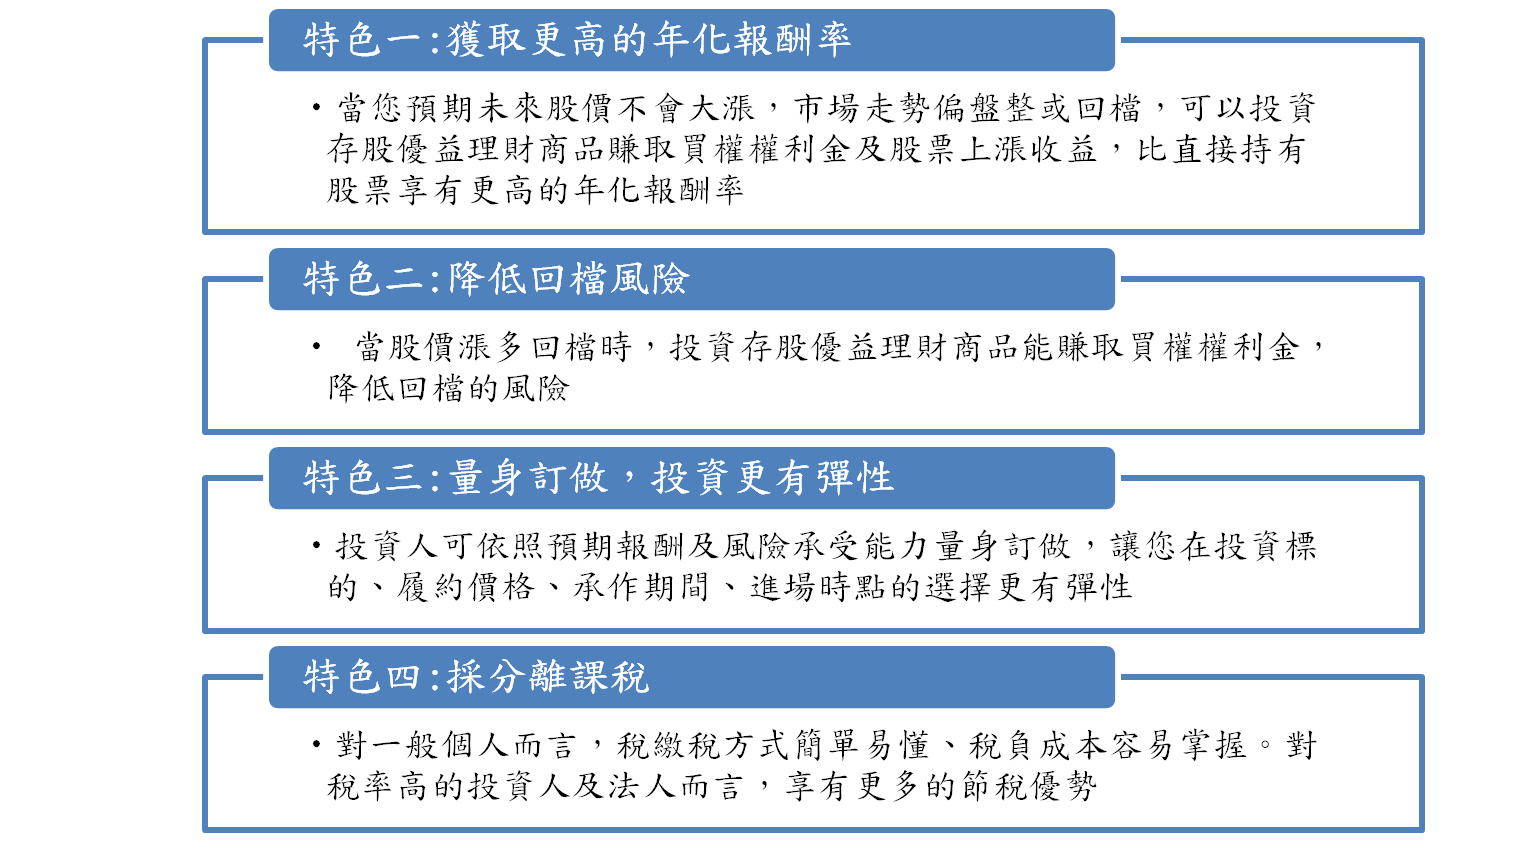 特色一:獲取更高的年化報酬率
•當您預期未來股價不會大漲，市場走勢偏盤整或回檔，可以投資
存股優益理財商品賺取買權權利金及股票上漲收益，比直接持有
股票享有更高的年化報酬率
特色二:降低回檔風險
• 當股價漲多回檔時，投資存股優益理財商品能賺取買權權利金，
降低回檔的風險
特色三:量身訂做，投資更有彈性
•投資人可依照預期報酬及風險承受能力量身訂做，讓您在投資標
的、履約價格、承作期間、進場時點的選擇更有彈性
特色四:採分離課稅
•對一般個人而言，稅繳稅方式簡單易懂、稅負成本容易掌握。對
稅率高的投資人及法人而言，享有更多的節稅優勢